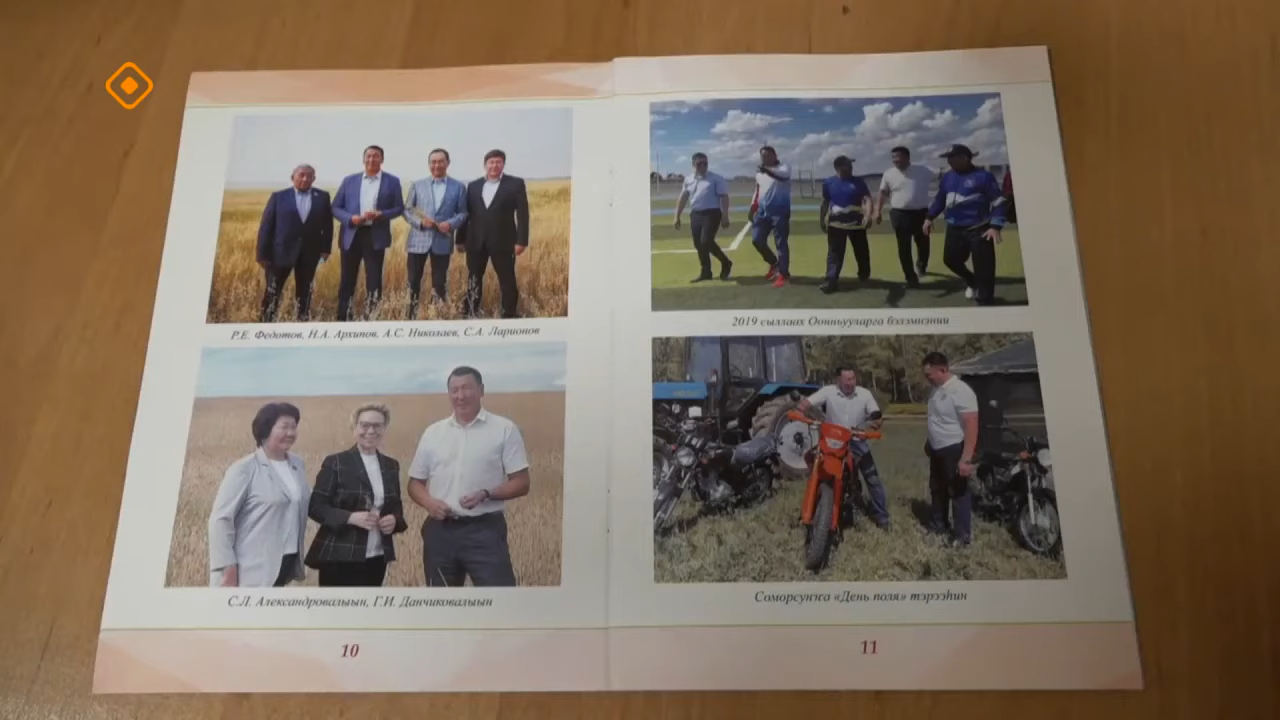 Р.Е. Федотов, Н.А. Архипов, А.С. Николаев, С.А. Ларионов
С.Л. Александровалыын, Г.И. Данчиковалыын
10
2019 сыллаах Оонньууларга бэлэмнэнии
Соморсуҥҥа «День поля» тэрээһин
11